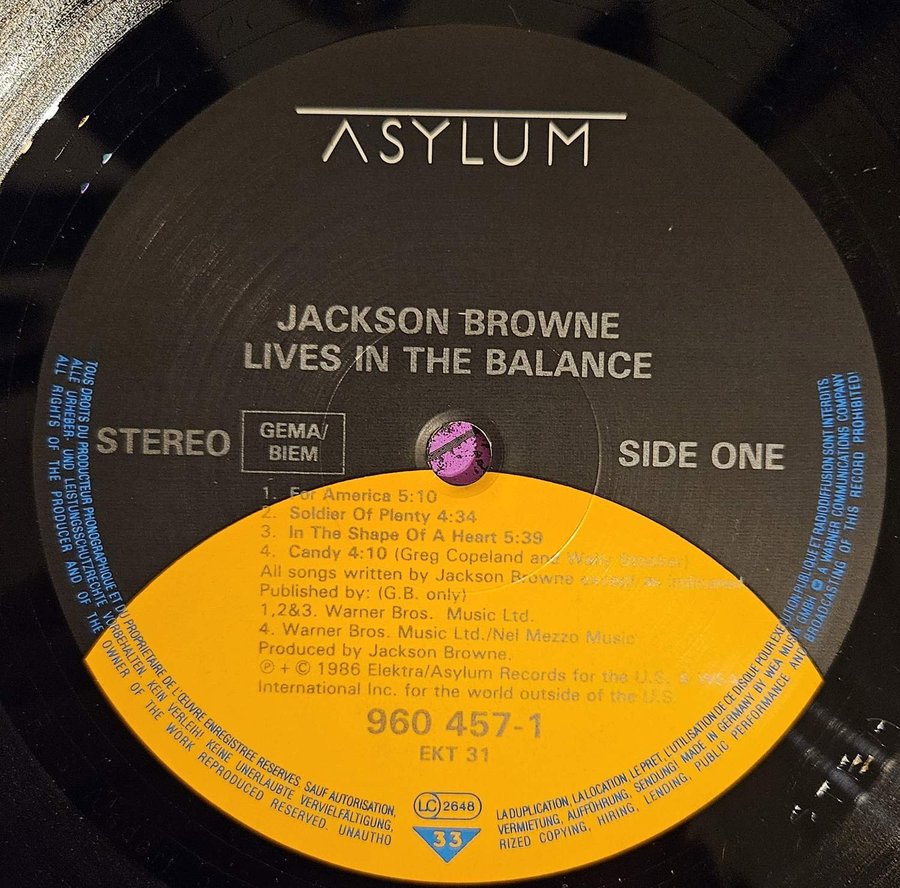 ASYLUM
JACKSON BROWNE
LIVES IN THE BALANCE
STEREO
GEMA/
BIEM
SIDE ONE
1. For America 5:10
2. Soldier Of Plenty 4:34
3. In The Shape Of A Heart 5:39
4. Candy 4:10 (Greg Copeland and Wally Stocker)
All songs written by Jackson Browne except as indicated
Published by: (G.B. only)
1,2&3. Warner Bros. Music Ltd.
4. Warner Bros. Music Ltd./Nel Mezzo Music
Produced by Jackson Browne.
℗ + © 1986 Elektra/Asylum Records for the U.S. &
International Inc. for the world outside of the U.S.
960 457-1
EKT 31
LC 2648
33
TOUS DROITS DU PRODUCTEUR PHONOGRAPHIQUE ET DU PROPRIETAIRE DE L'ŒUVRE ENREGISTREE RESERVES. SAUF AUTORISATION,
LA DUPLICATION, LA LOCATION, LE PRET, L'UTILISATION DE CE DISQUE POUR EXECUTION PUBLIQUE ET RADIODIFFUSION SONT INTERDITS
ALLE URHEBER- UND LEISTUNGSSCHUTZRECHTE VORBEHALTEN. KEIN VERLEIH! KEINE UNERLAUBTE VERVIELFÄLTIGUNG,
VERMIETUNG, AUFFÜHRUNG, SENDUNG! MADE IN GERMANY BY WEA MUSIC GMBH A WARNER COMMUNICATIONS COMPANY
ALL RIGHTS OF THE PRODUCER AND OF THE OWNER OF THE WORK REPRODUCED RESERVED. UNAUTHO
RIZED COPYING, HIRING, LENDING, PUBLIC PERFORMANCE AND BROADCASTING OF THIS RECORD PROHIBITED!